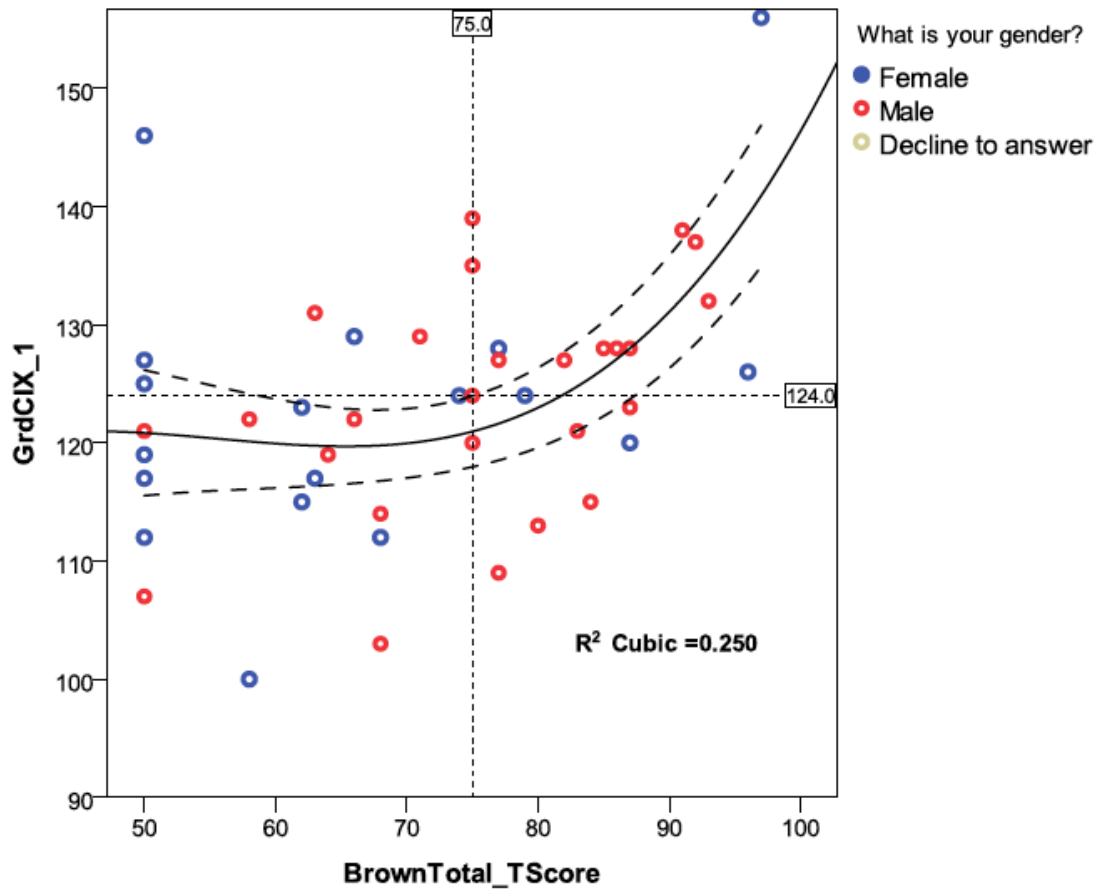 75.0
What is your gender?
Female
Male
Decline to answer
150
140
130
124.0
120
110
100
90
GrdCIX_1
R² Cubic =0.250
50 60 70 80 90 100
BrownTotal_TScore